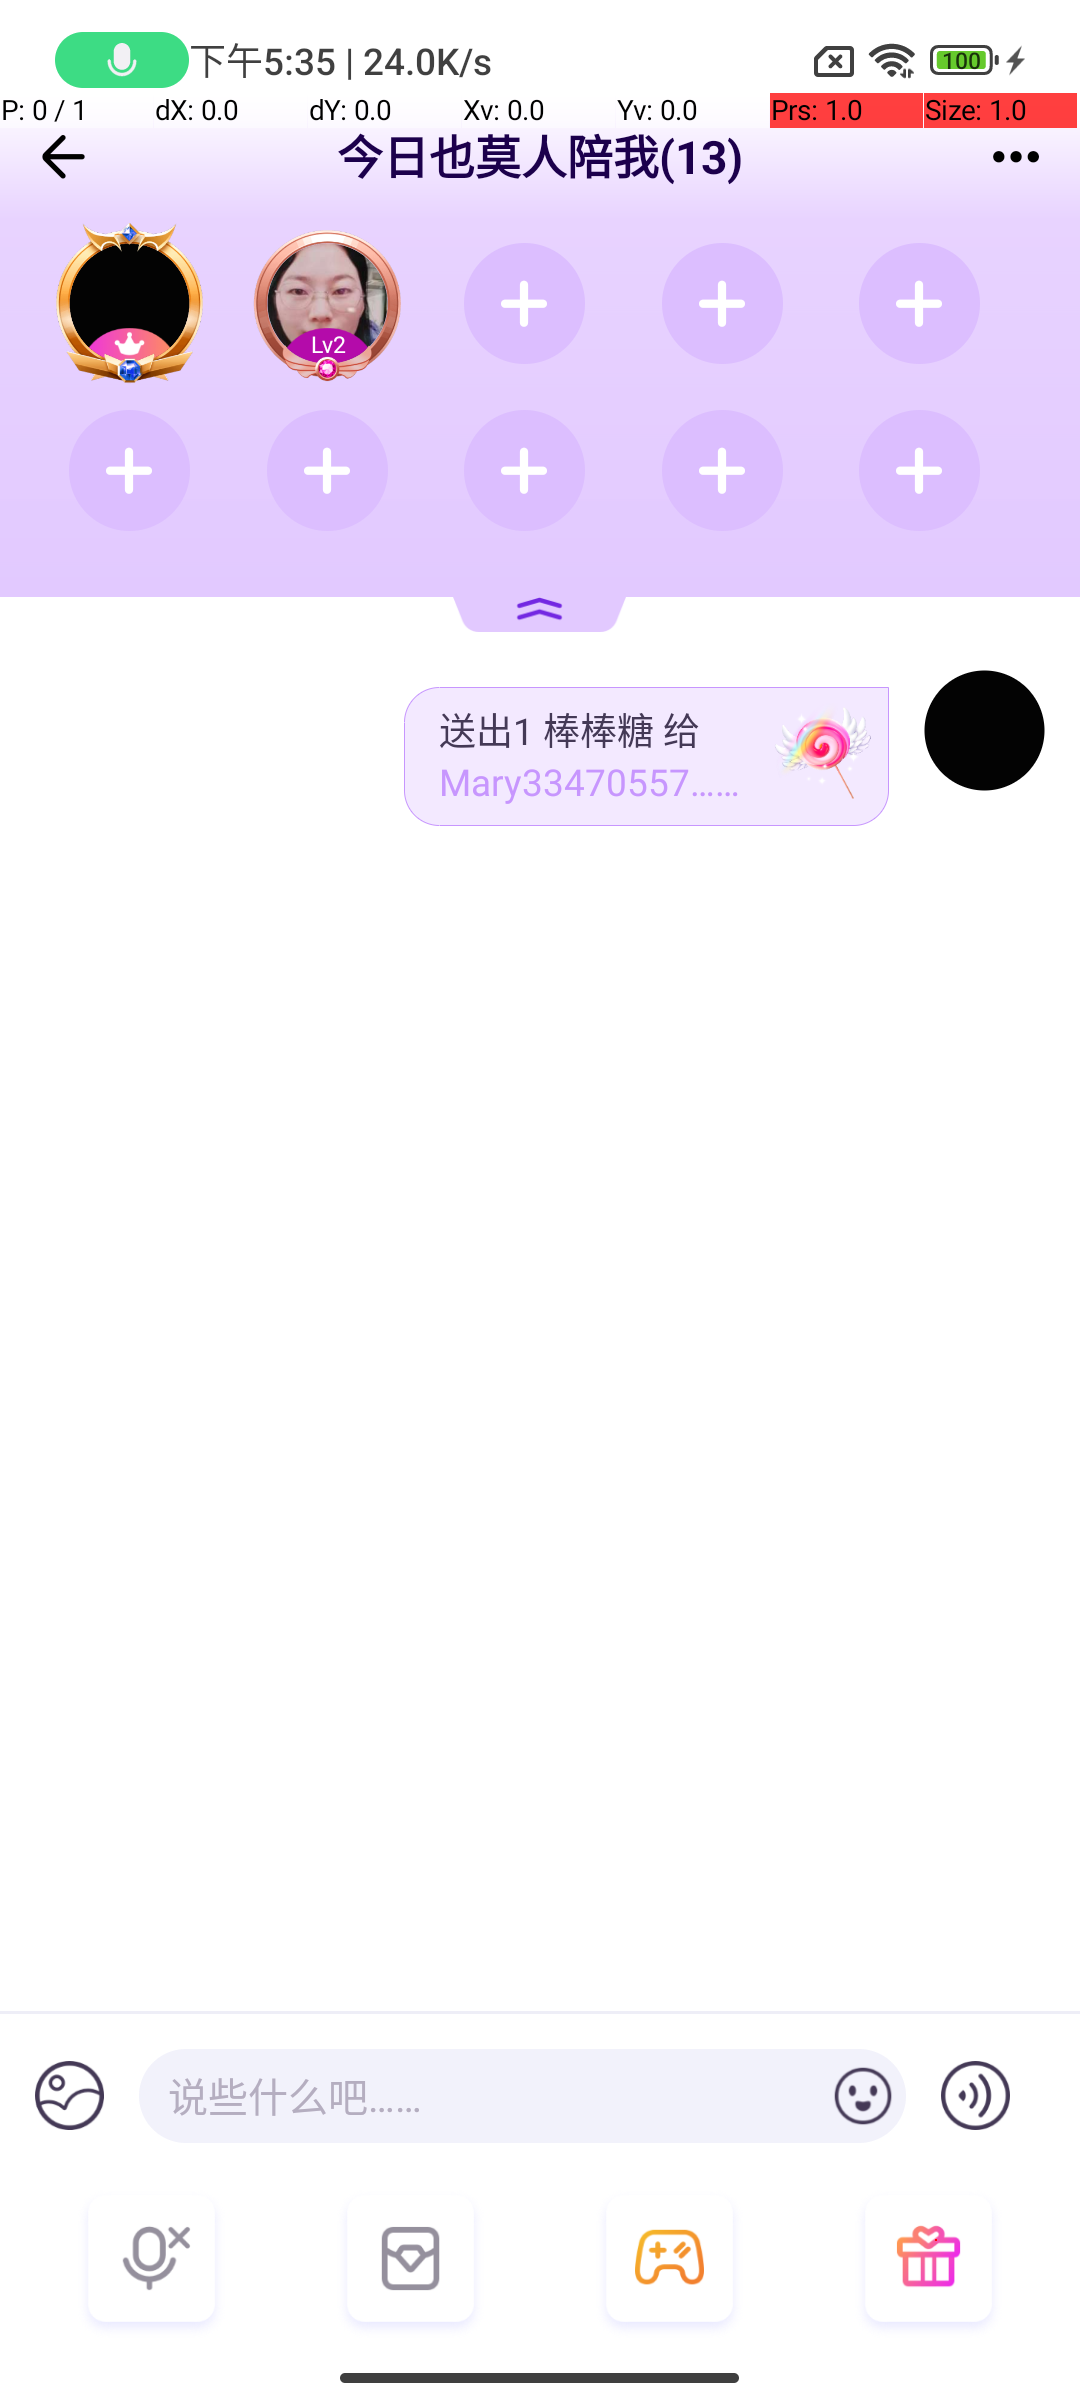 下午5:35 | 24.0K/s
100
P: 0 / 1 dX: 0.0 dY: 0.0 Xv: 0.0 Yv: 0.0 Prs: 1.0 Size: 1.0
今日也莫人陪我(13)
Lv2
送出1 棒棒糖 给
Mary33470557......
说些什么吧......